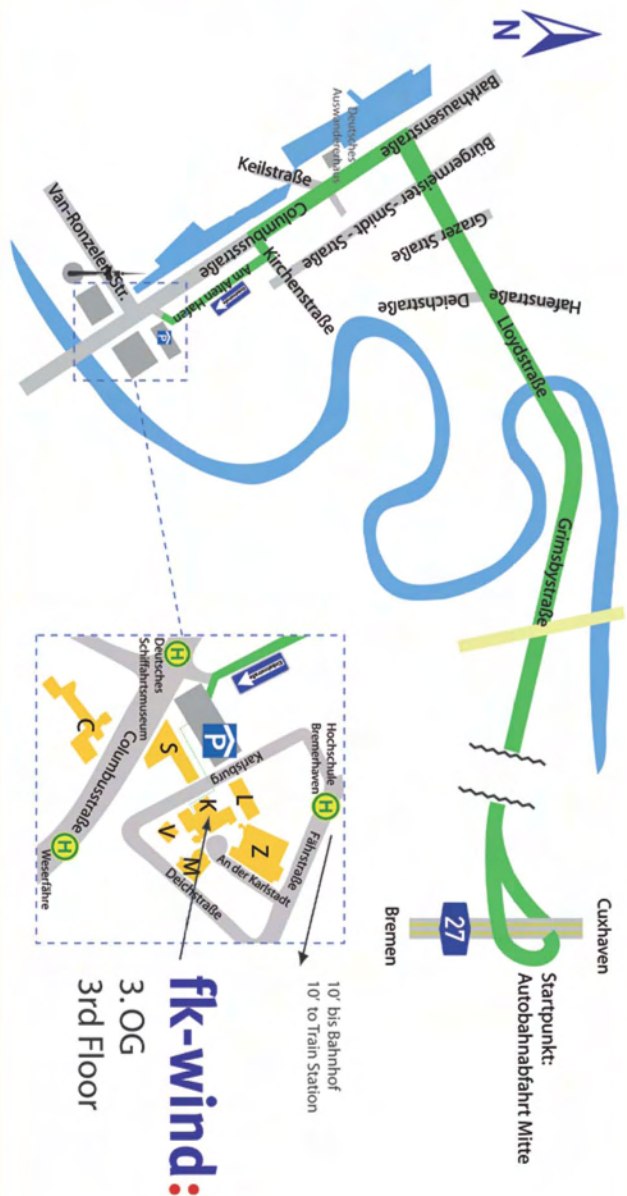 N
Barkhausenstraße
Deutsches
Auswandererhaus
Bürgermeister-Smidt - Straße
Keilstraße
Grazer Straße
Columbusstraße
Hafenstraße
Deichstraße
Van-Ronzelen-Str.
Kirchenstraße
Am Alten Hafen
Lloydstraße
P
Grimsbystraße
Cuxhaven
27
Bremen
Startpunkt:
Autobahnabfahrt Mitte
H
Deutsches
Schiffahrtsmuseum
P
Hochschule
Bremerhaven
H
C
S
Karlsburg
L
K
Z
V
M
Columbusstraße
Fährstraße
An der Karlstadt
Deichstraße
H
Weserfähre
10' bis Bahnhof
10' to Train Station
fk-wind:
3. OG
3rd Floor